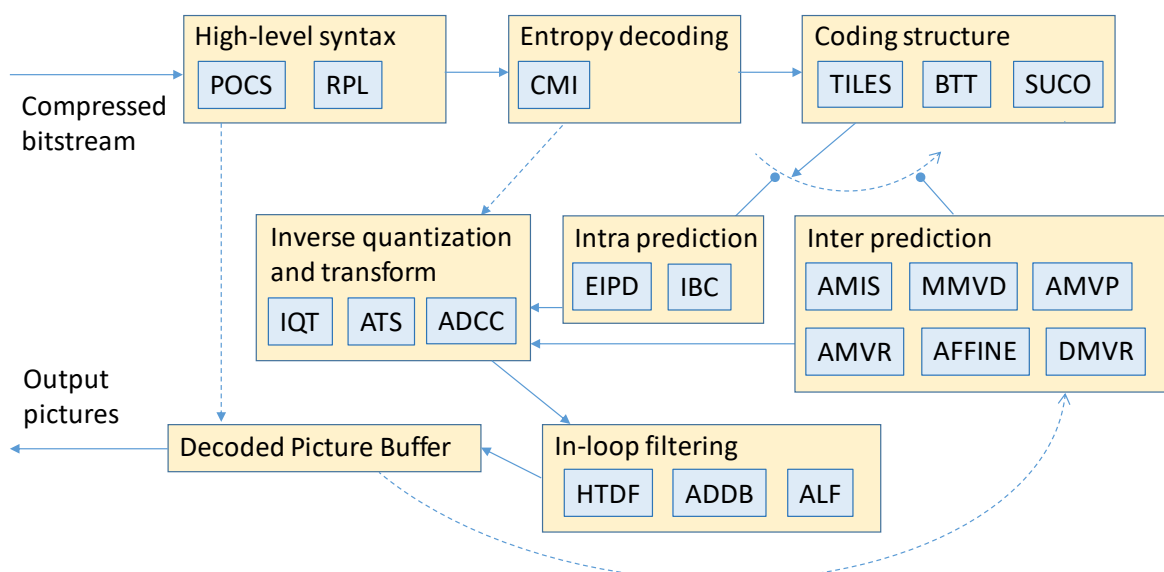 High-level syntax
POCS RPL
Entropy decoding
CMI
Coding structure
TILES BTT SUCO
Compressed
bitstream
Inverse quantization
and transform
IQT ATS ADCC
Intra prediction
EIPD IBC
Inter prediction
AMIS MMVD AMVP
AMVR AFFINE DMVR
Output
pictures
Decoded Picture Buffer
In-loop filtering
HTDF ADDB ALF